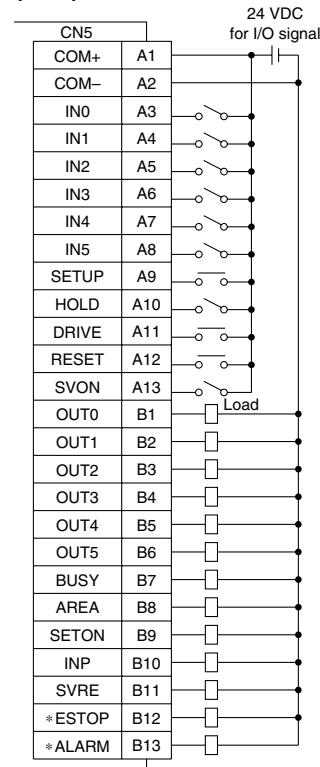 24 VDC
for I/O signal
CN5
COM+ A1
COM– A2
IN0 A3
IN1 A4
IN2 A5
IN3 A6
IN4 A7
IN5 A8
SETUP A9
HOLD A10
DRIVE A11
RESET A12
SVON A13
Load
OUT0 B1
OUT1 B2
OUT2 B3
OUT3 B4
OUT4 B5
OUT5 B6
BUSY B7
AREA B8
SETON B9
INP B10
SVRE B11
∗ESTOP B12
∗ALARM B13